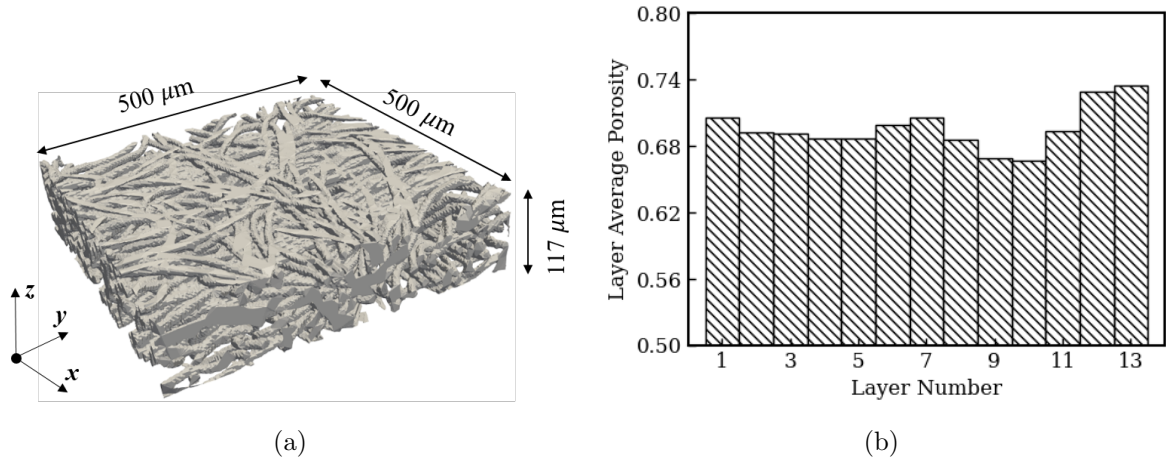 500 μm
500 μm
117 μm
z
y
x
(a)
0.80
0.74
0.68
0.62
0.56
0.50
Layer Average Porosity
1 3 5 7 9 11 13
Layer Number
(b)